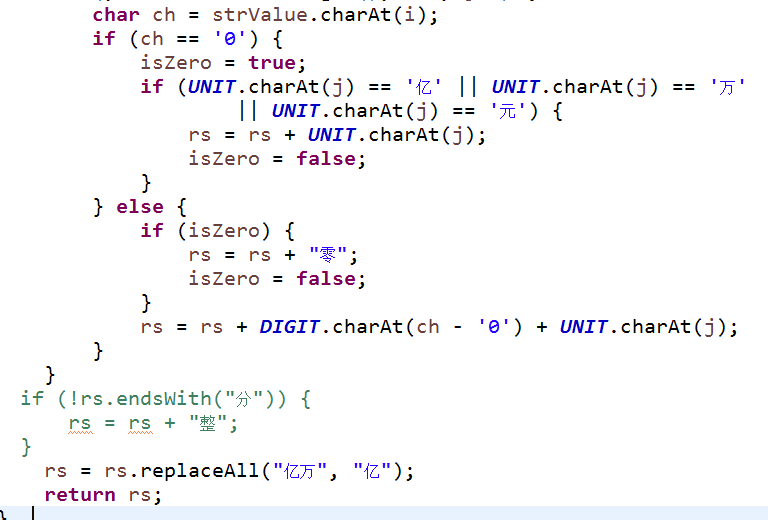 char ch = strValue.charAt(i);
if (ch == '0') {
isZero = true;
if (UNIT.charAt(j) == '亿' || UNIT.charAt(j) == '万'
|| UNIT.charAt(j) == '元') {
rs = rs + UNIT.charAt(j);
isZero = false;
}
} else {
if (isZero) {
rs = rs + "零";
isZero = false;
}
rs = rs + DIGIT.charAt(ch - '0') + UNIT.charAt(j);
}
}
if (!rs.endsWith("分")) {
rs = rs + "整";
}
rs = rs.replaceAll("亿万", "亿");
return rs;
}